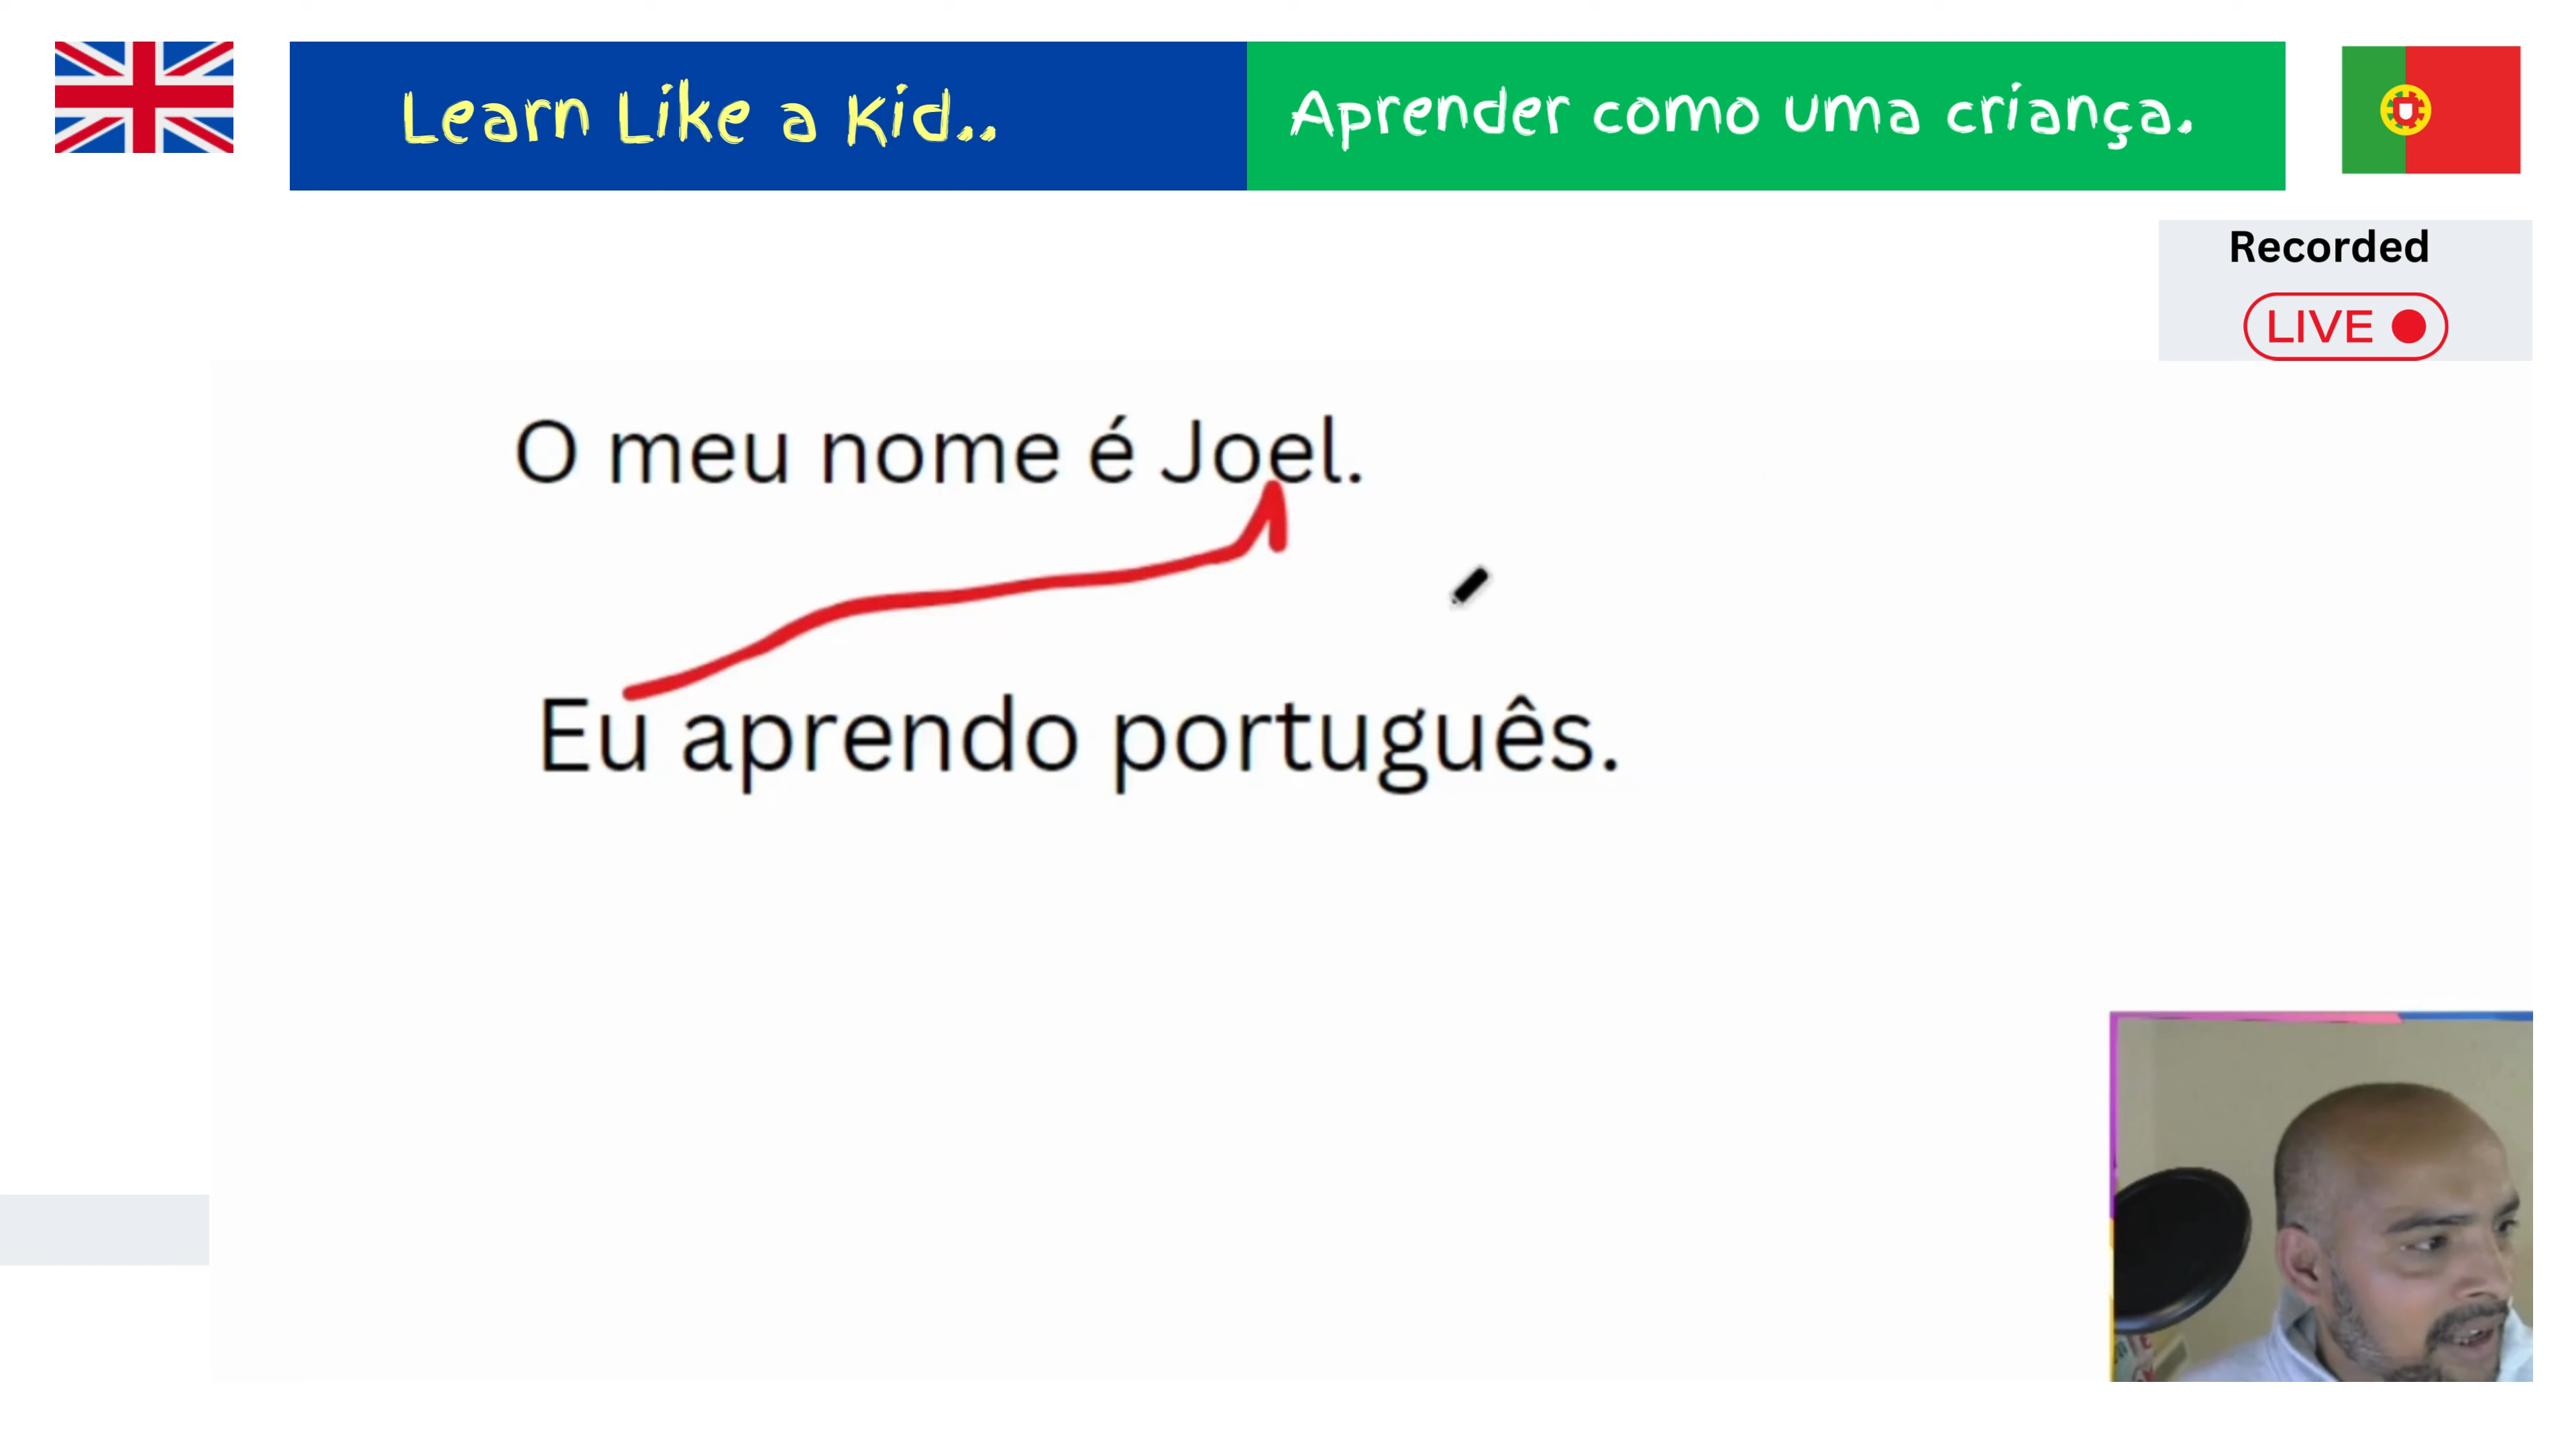 Learn Like a Kid..
Aprender como uma criança.
Recorded
LIVE
O meu nome é Joel.
Eu aprendo português.